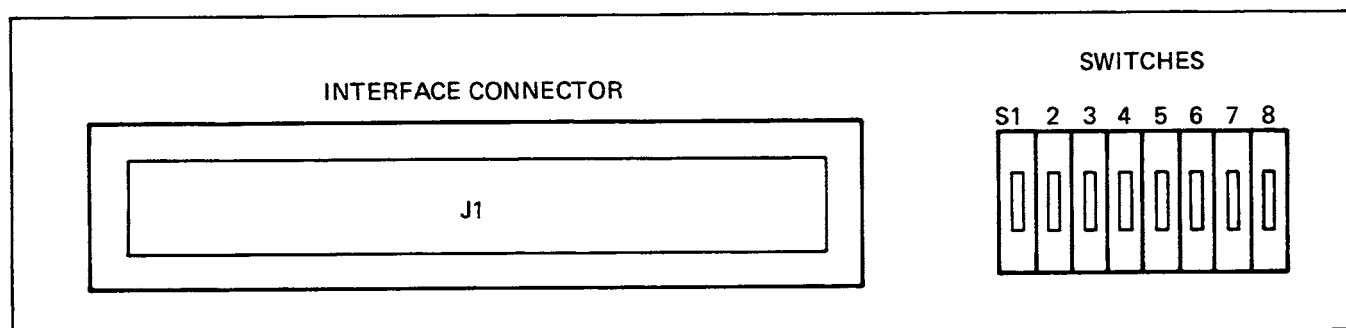 SWITCHES
INTERFACE CONNECTOR
S1 2 3 4 5 6 7 8
J1